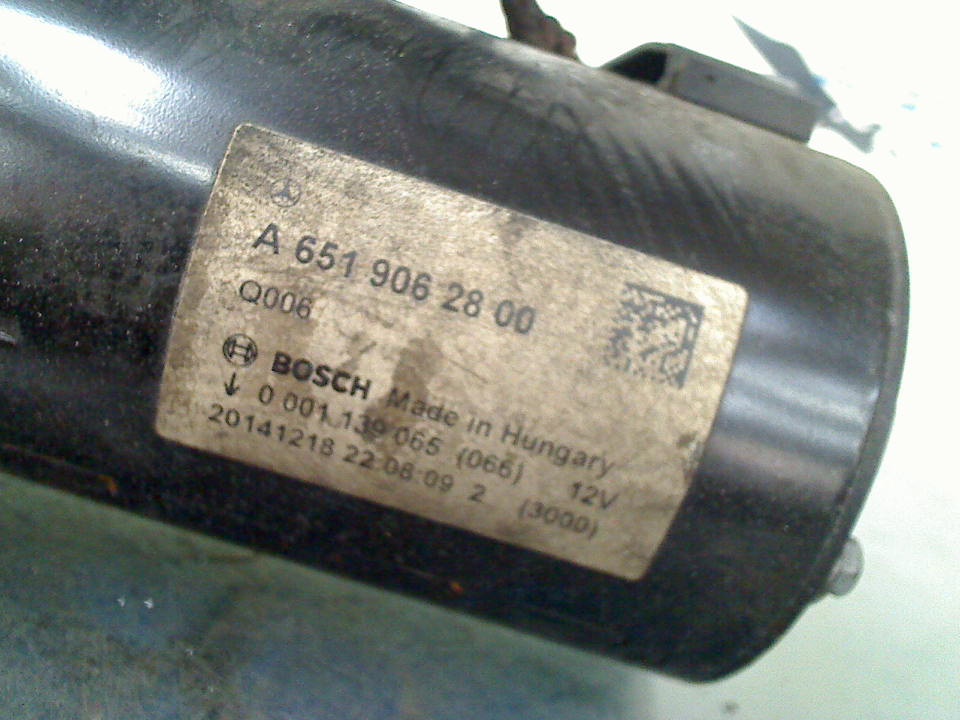 A 651 906 28 00
Q006
BOSCH Made in Hungary
↓ 0 001 139 065 (066) 12V
20141218 22 08 09 2 (3000)